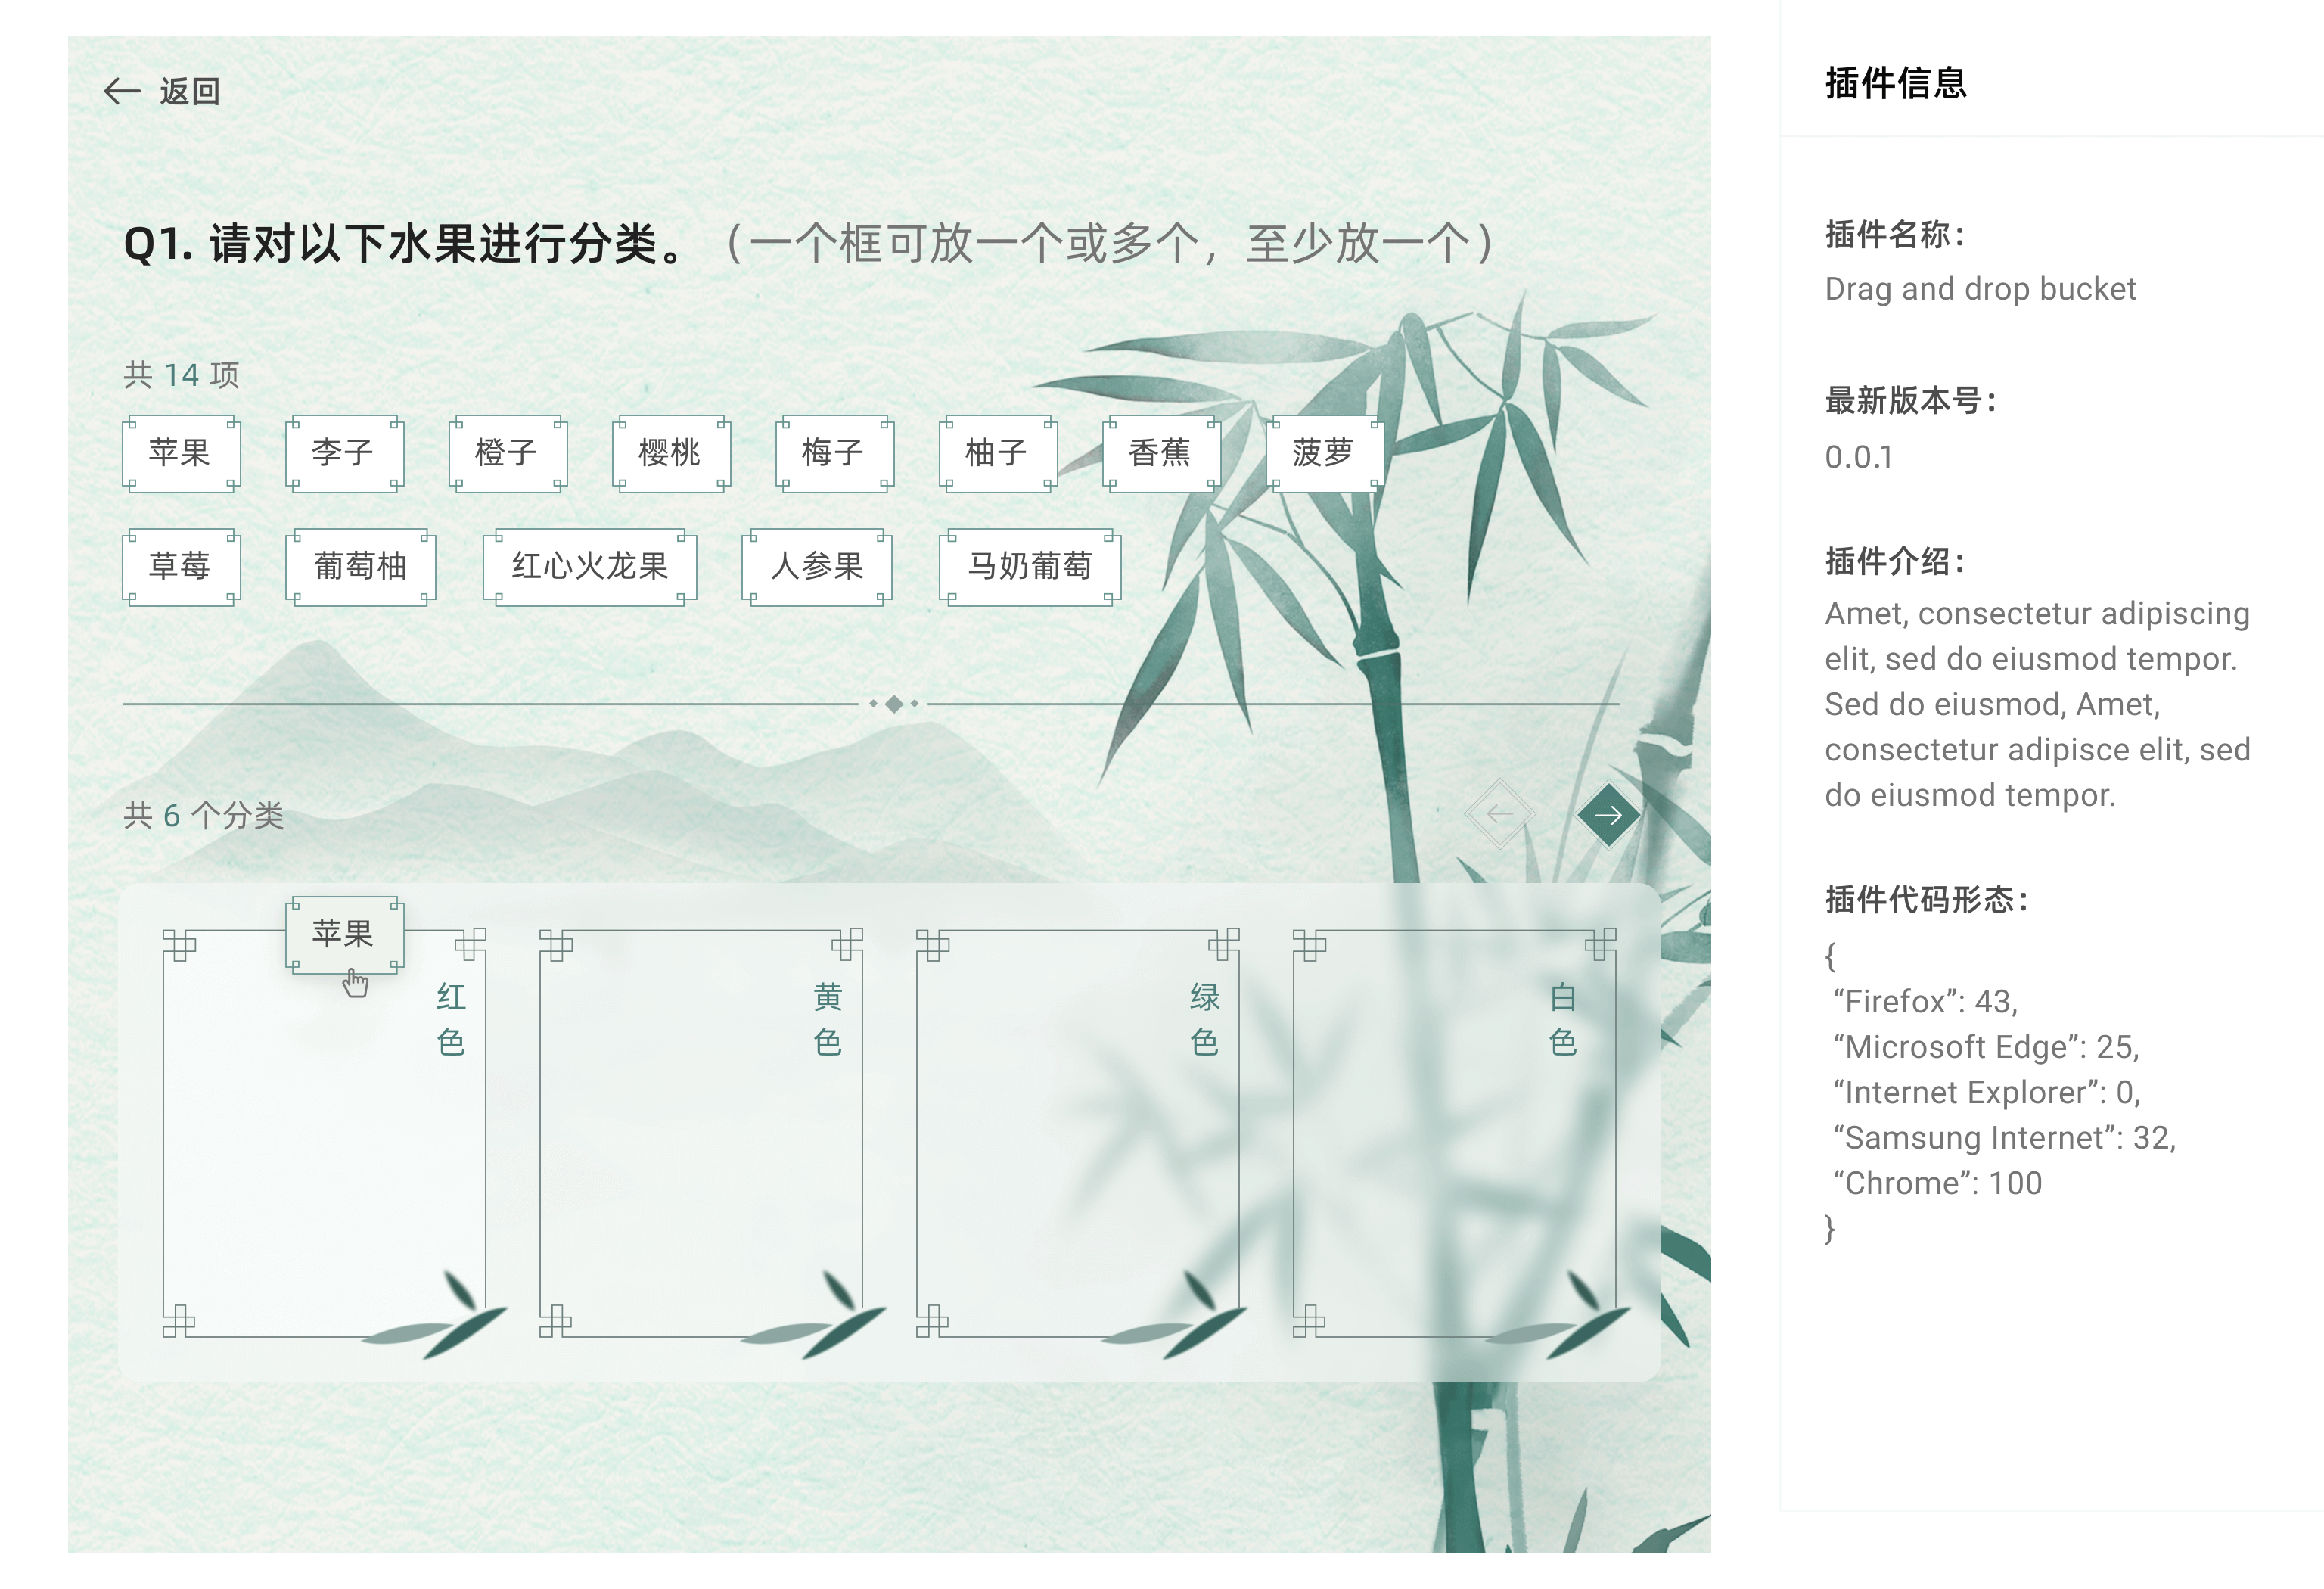 返回
Q1. 请对以下水果进行分类。（一个框可放一个或多个，至少放一个）
共 14 项
苹果 李子 橙子 樱桃 梅子 柚子 香蕉 菠萝
草莓 葡萄柚 红心火龙果 人参果 马奶葡萄
共 6 个分类
苹果
红色
黄色
绿色
白色
插件信息
插件名称：
Drag and drop bucket
最新版本号：
0.0.1
插件介绍：
Amet, consectetur adipiscing
elit, sed do eiusmod tempor.
Sed do eiusmod, Amet,
consectetur adipisce elit, sed
do eiusmod tempor.
插件代码形态：
{
“Firefox”: 43,
“Microsoft Edge”: 25,
“Internet Explorer”: 0,
“Samsung Internet”: 32,
“Chrome”: 100
}